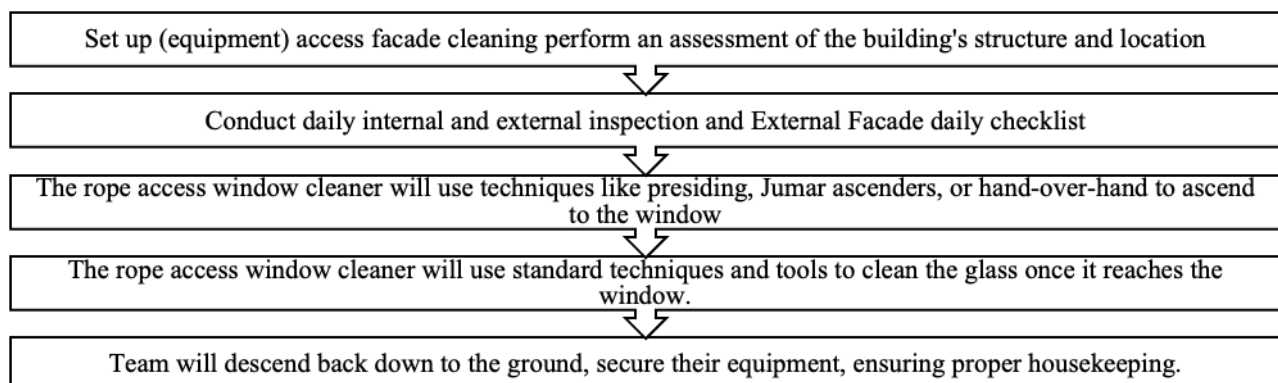 Set up (equipment) access facade cleaning perform an assessment of the building's structure and location
Conduct daily internal and external inspection and External Facade daily checklist
The rope access window cleaner will use techniques like presiding, Jumar ascenders, or hand-over-hand to ascend
to the window
The rope access window cleaner will use standard techniques and tools to clean the glass once it reaches the
window.
Team will descend back down to the ground, secure their equipment, ensuring proper housekeeping.